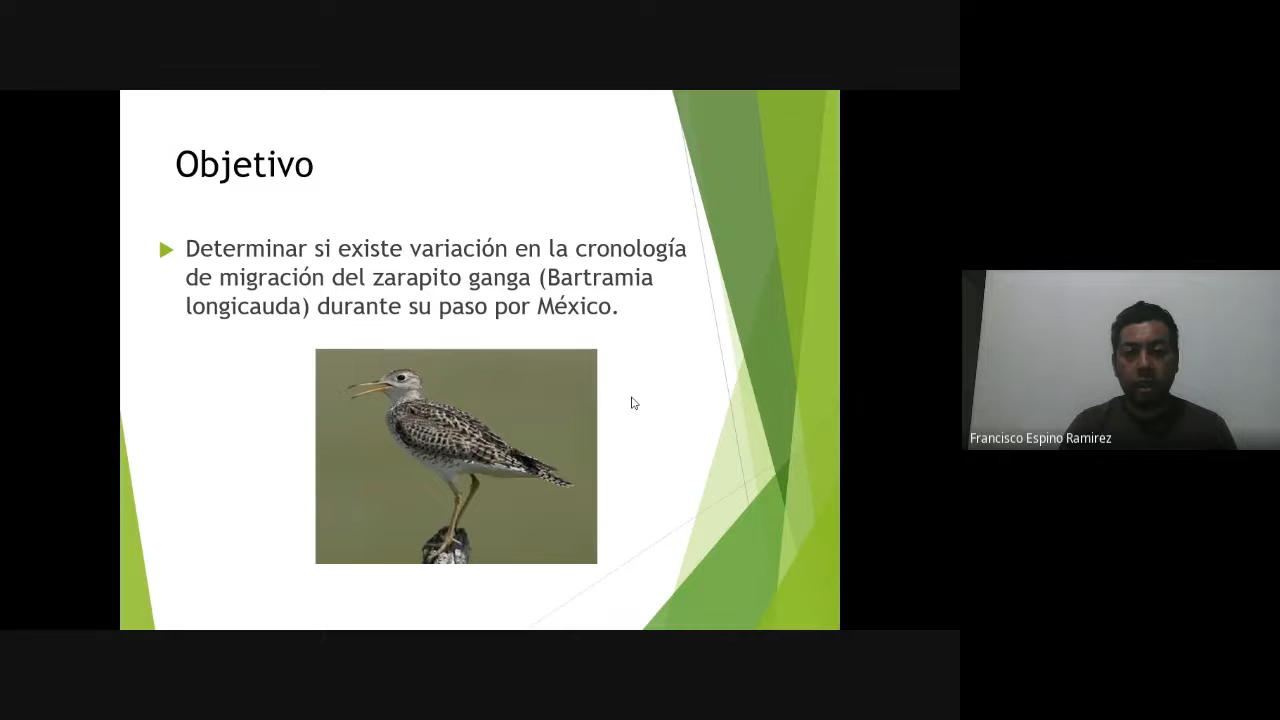 Objetivo
Determinar si existe variación en la cronología
de migración del zarapito ganga (Bartramia
longicauda) durante su paso por México.
Francisco Espino Ramirez